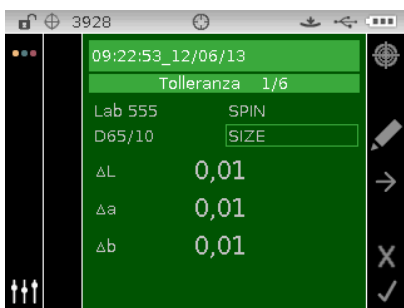 3928
09:22:53_12/06/13
Tolleranza 1/6
Lab 555 SPIN
D65/10 SIZE
ΔL 0,01
Δa 0,01
Δb 0,01